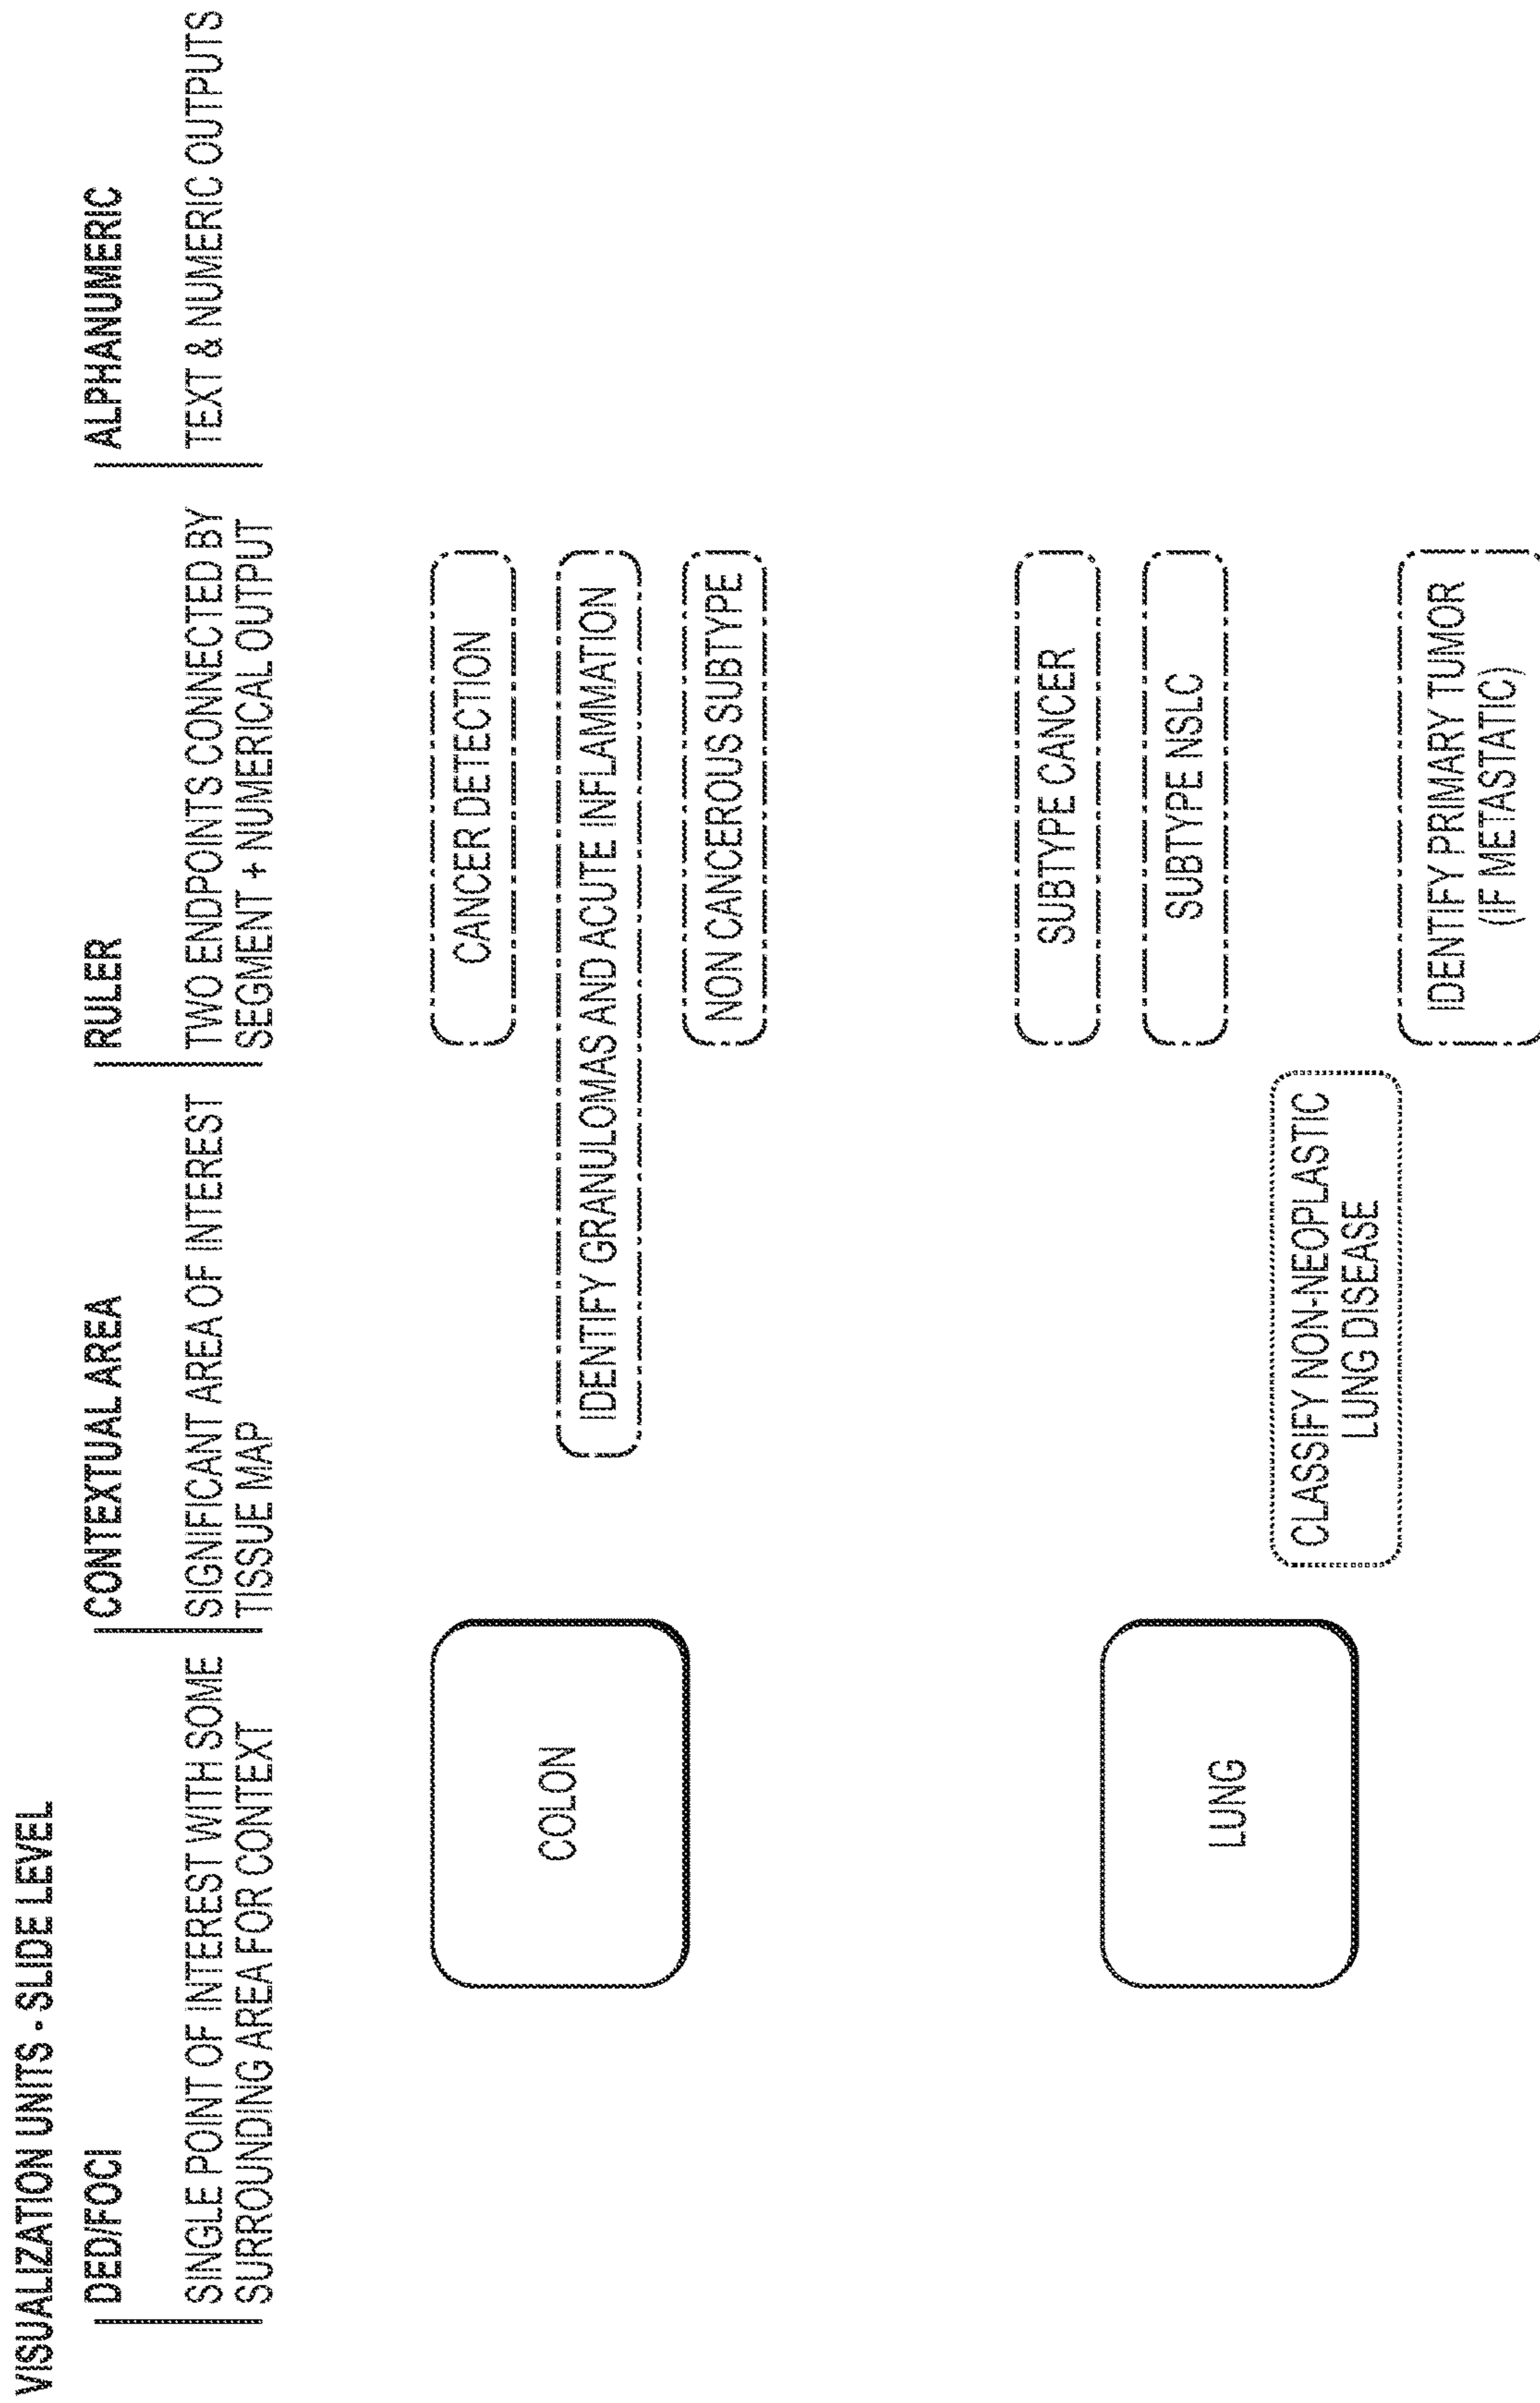 VISUALIZATION UNITS - SLIDE LEVEL
DED/FOCI
SINGLE POINT OF INTEREST WITH SOME
SURROUNDING AREA FOR CONTEXT
CONTEXTUAL AREA
SIGNIFICANT AREA OF INTEREST
TISSUE MAP
RULER
TWO ENDPOINTS CONNECTED BY
SEGMENT + NUMERICAL OUTPUT
ALPHANUMERIC
TEXT & NUMERIC OUTPUTS
COLON
CANCER DETECTION
IDENTIFY GRANULOMAS AND ACUTE INFLAMMATION
NON CANCEROUS SUBTYPE
LUNG
SUBTYPE CANCER
SUBTYPE NSLC
CLASSIFY NON-NEOPLASTIC
LUNG DISEASE
IDENTIFY PRIMARY TUMOR
(IF METASTATIC)